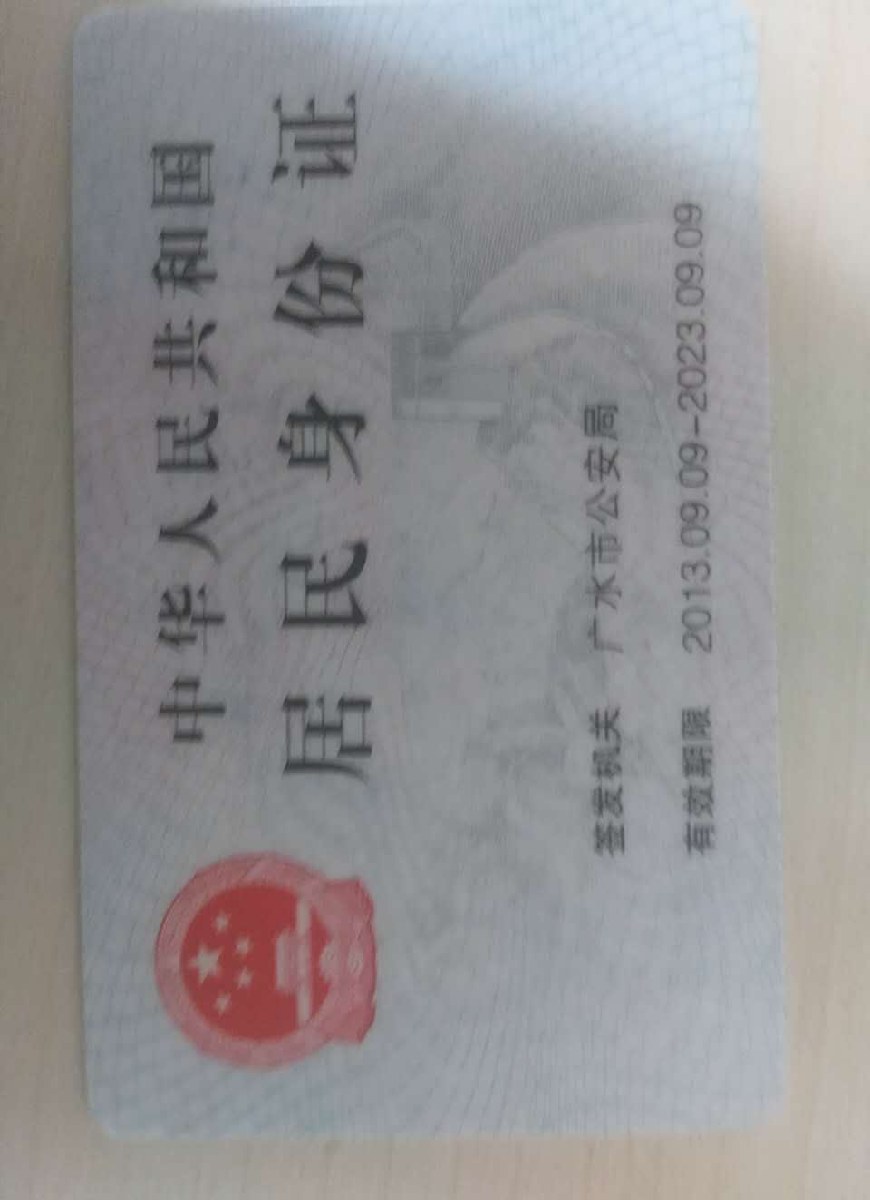 中华人民共和国
居民身份证
签发机关 广水市公安局
有效期限 2013.09.09-2023.09.09